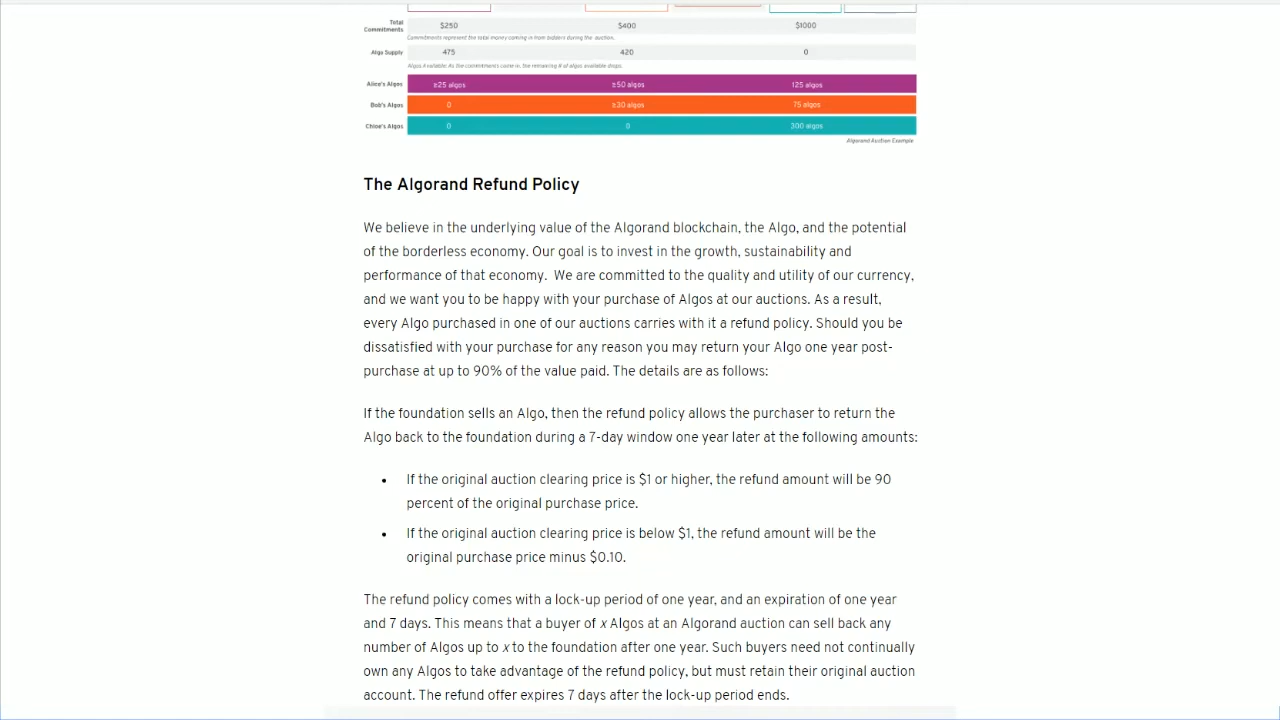 Total
Commitments
$250
$400
$1000
Commitments represent the total money coming in from bidders during the auction.
Algo Supply
475
420
0
Algos Available: As the commitments come in, the remaining # of algos available drops.
Alice's Algos
≥25 algos
≥50 algos
125 algos
Bob's Algos
0
≥30 algos
75 algos
Chloe's Algos
0
0
300 algos
Algorand Auction Example
The Algorand Refund Policy
We believe in the underlying value of the Algorand blockchain, the Algo, and the potential
of the borderless economy. Our goal is to invest in the growth, sustainability and
performance of that economy. We are committed to the quality and utility of our currency,
and we want you to be happy with your purchase of Algos at our auctions. As a result,
every Algo purchased in one of our auctions carries with it a refund policy. Should you be
dissatisfied with your purchase for any reason you may return your Algo one year post-
purchase at up to 90% of the value paid. The details are as follows:
If the foundation sells an Algo, then the refund policy allows the purchaser to return the
Algo back to the foundation during a 7-day window one year later at the following amounts:
• If the original auction clearing price is $1 or higher, the refund amount will be 90
percent of the original purchase price.
• If the original auction clearing price is below $1, the refund amount will be the
original purchase price minus $0.10.
The refund policy comes with a lock-up period of one year, and an expiration of one year
and 7 days. This means that a buyer of x Algos at an Algorand auction can sell back any
number of Algos up to x to the foundation after one year. Such buyers need not continually
own any Algos to take advantage of the refund policy, but must retain their original auction
account. The refund offer expires 7 days after the lock-up period ends.